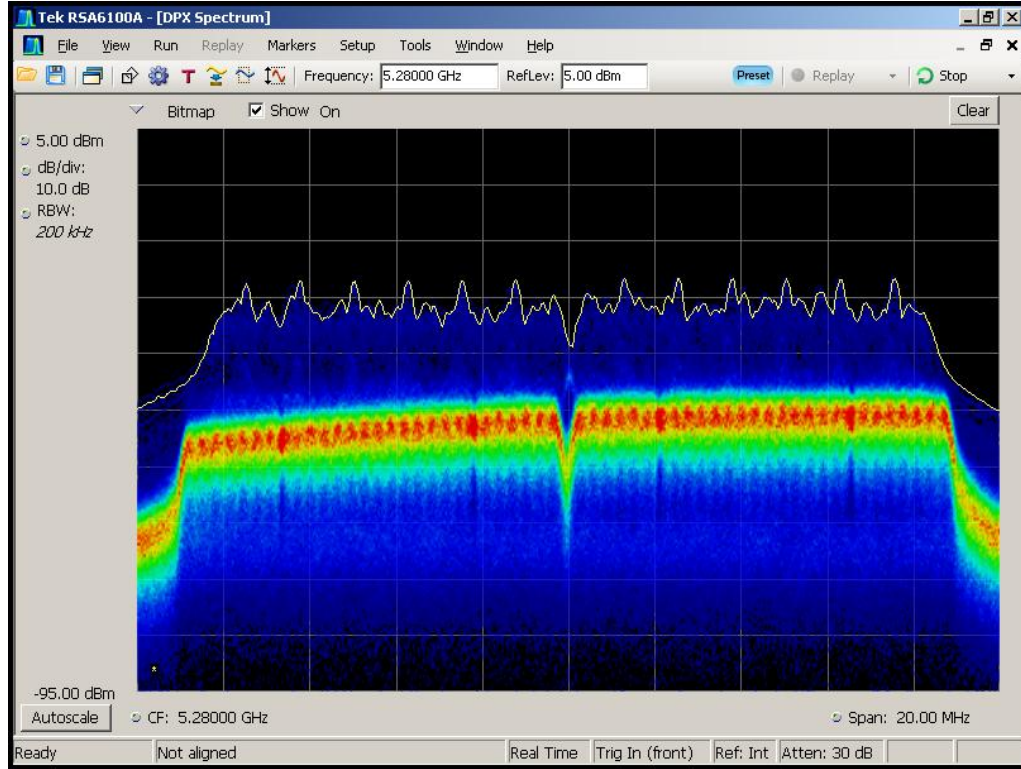 Tek RSA6100A - [DPX Spectrum]
File View Run Replay Markers Setup Tools Window Help
T Frequency: 5.28000 GHz RefLev: 5.00 dBm Preset Replay Stop
Bitmap Show On Clear
5.00 dBm
dB/div:
10.0 dB
RBW:
200 kHz
-95.00 dBm
Autoscale CF: 5.28000 GHz Span: 20.00 MHz
Ready Not aligned Real Time Trig In (front) Ref: Int Atten: 30 dB